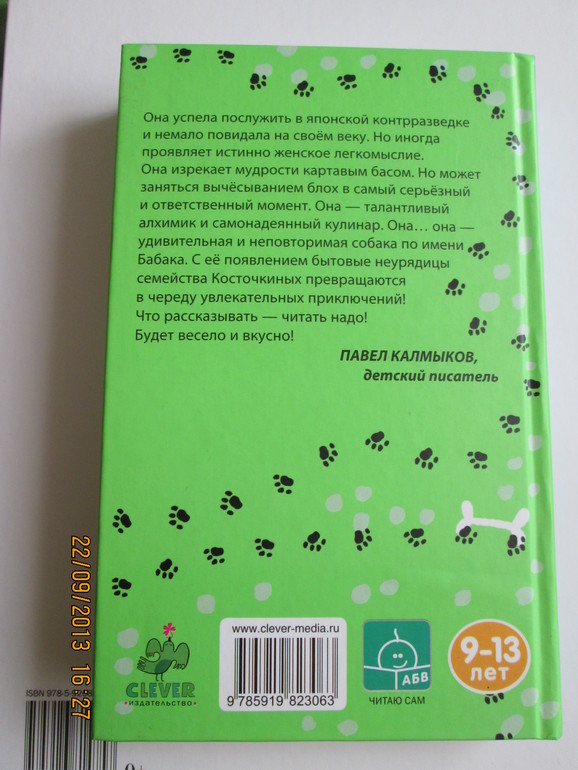 Она успела послужить в японской контрразведке
и немало повидала на своём веку. Но иногда
проявляет истинно женское легкомыслие.
Она изрекает мудрости картавым басом. Но может
заняться вычёсыванием блох в самый серьёзный
и ответственный момент. Она — талантливый
алхимик и самонадеянный кулинар. Она... она —
удивительная и неповторимая собака по имени
Бабака. С её появлением бытовые неурядицы
семейства Косточкиных превращаются
в череду увлекательных приключений!
Что рассказывать — читать надо!
Будет весело и вкусно!
ПАВЕЛ КАЛМЫКОВ,
детский писатель
www.clever-media.ru
9-13
лет
АБВ
CLEVER
•ИЗДАТЕЛЬСТВО•
9 785919 823063
ЧИТАЮ САМ
22/09/2013 16:27
ISBN 978-5